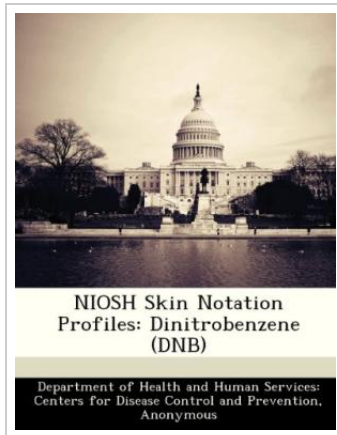 NIOSH Skin Notation
Profiles: Dinitrobenzene
(DNB)
Department of Health and Human Services:
Centers for Disease Control and Prevention,
Anonymous